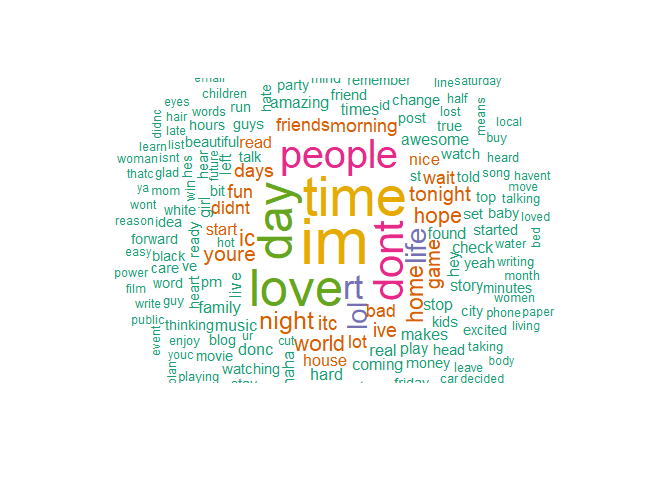 email mind remember line saturday
children hate party friend change half
eyes words run amazing times id lost means
didnc hair hours guys friends morning post true local
late beautiful read awesome buy
learn list people nice watch heard
woman isnt hes hear future left talk st wait told song havent
thatc glad days time tonight top move
ya mom win bit fun day talking
wont white girl didnt im dont life hope set baby loved
reason idea start found started bed
forward ready hot ic game hey check water
easy black youre yeah writing
power care ve love rt home month
film word heart pm live story minutes
write guy family lol bad stop women
public thinking music night itc ive city phone paper
event enjoy blog ur world lot makes kids excited living
youc movie donc cut house real play head taking
plan watching haha hard coming money leave body
playing stay friday car decided